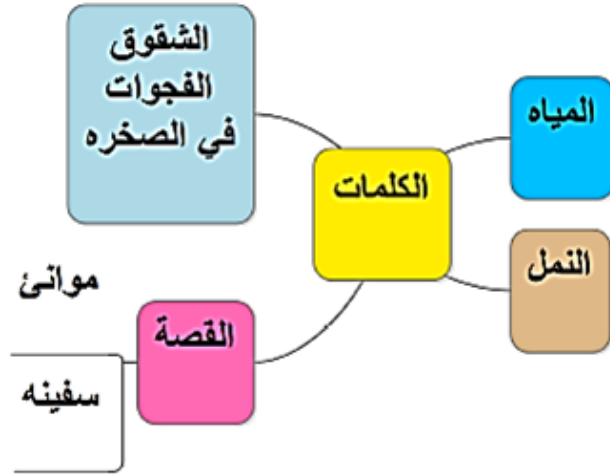 الشقوق
الفجوات
في الصخره
المياه
الكلمات
النمل
موانئ
القصة
سفينه